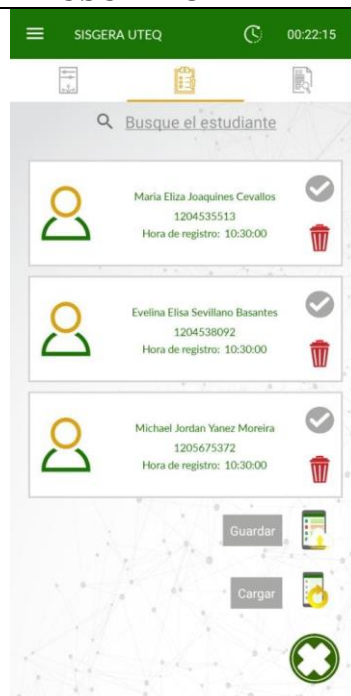 SISGERA UTEQ
00:22:15
Busque el estudiante
Maria Eliza Joaquines Cevallos
1204535513
Hora de registro: 10:30:00
Evelina Elisa Sevillano Basantes
1204538092
Hora de registro: 10:30:00
Michael Jordan Yanez Moreira
1205675372
Hora de registro: 10:30:00
Guardar
Cargar